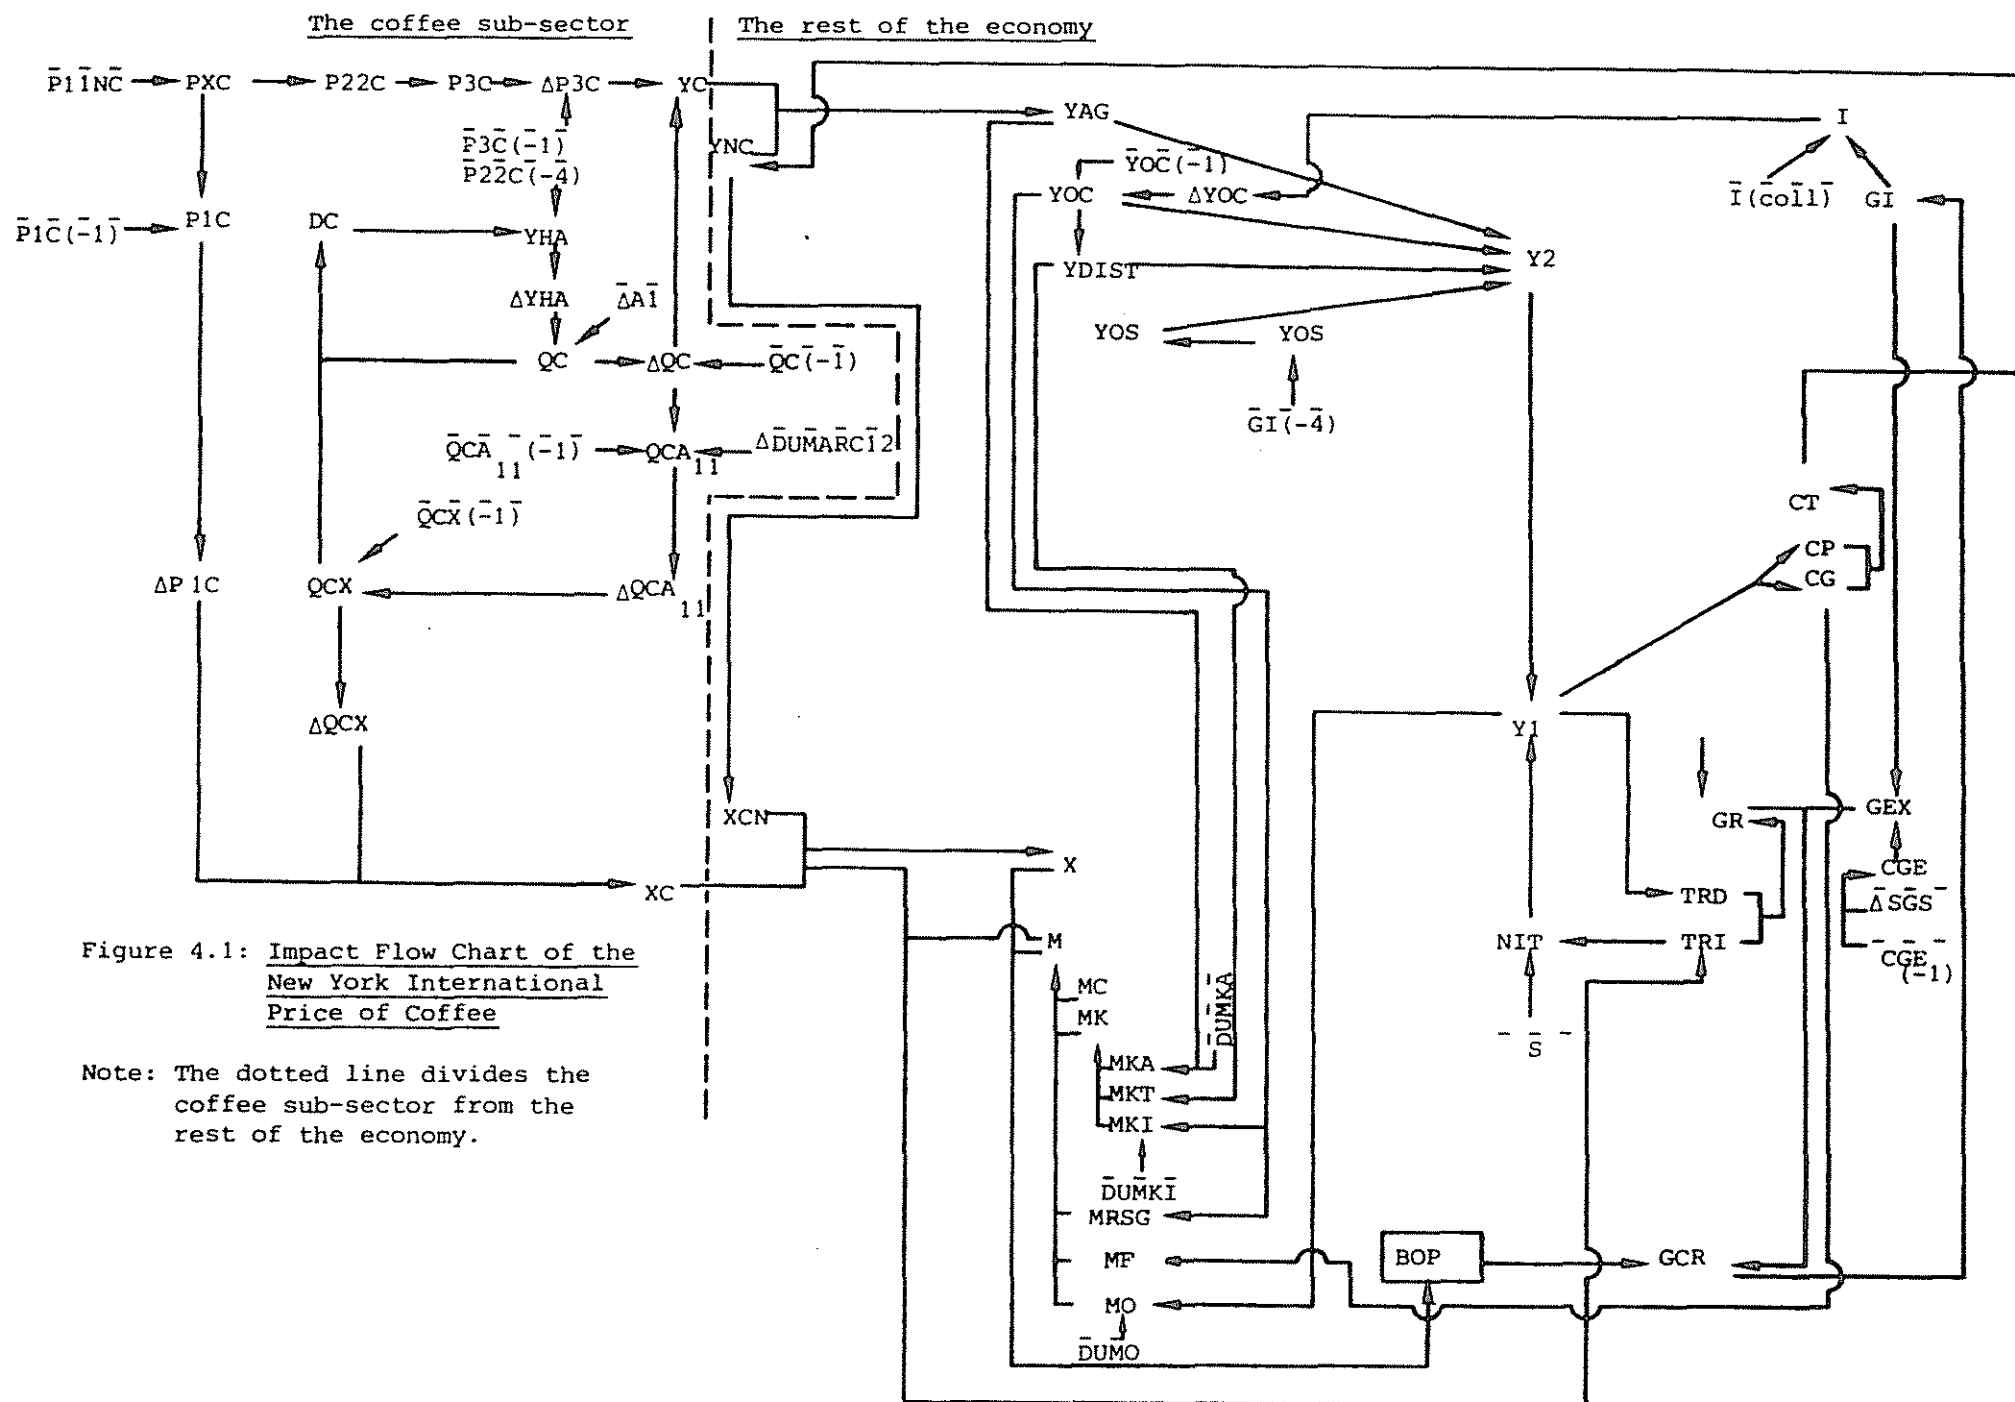 The coffee sub-sector
The rest of the economy
P11NC
PXC
P22C
P3C
ΔP3C
YC
YAG
I
P3C(-1)
P22C(-4)
YNC
YOC(-1)
YOC
ΔYOC
I(coll)
GI
P1C(-1)
P1C
DC
YHA
YDIST
Y2
ΔYHA
ΔA1
YOS
YOS
QC
ΔQC
QC(-1)
GI(-4)
QCA11(-1)
QCA11
ΔDUMARC12
QCX(-1)
CT
CP
CG
ΔP1C
QCX
ΔQCA11
ΔQCX
Y1
XCN
GR
GEX
X
XC
CGE
TRD
ΔSGS
M
NIT
TRI
CGE(-1)
Figure 4.1: Impact Flow Chart of the
New York International
Price of Coffee
MC
MK
DUMKA
S
MKA
MKT
MKI
Note: The dotted line divides the
coffee sub-sector from the
rest of the economy.
DUMKI
MRSG
MF
BOP
GCR
MO
DUMO